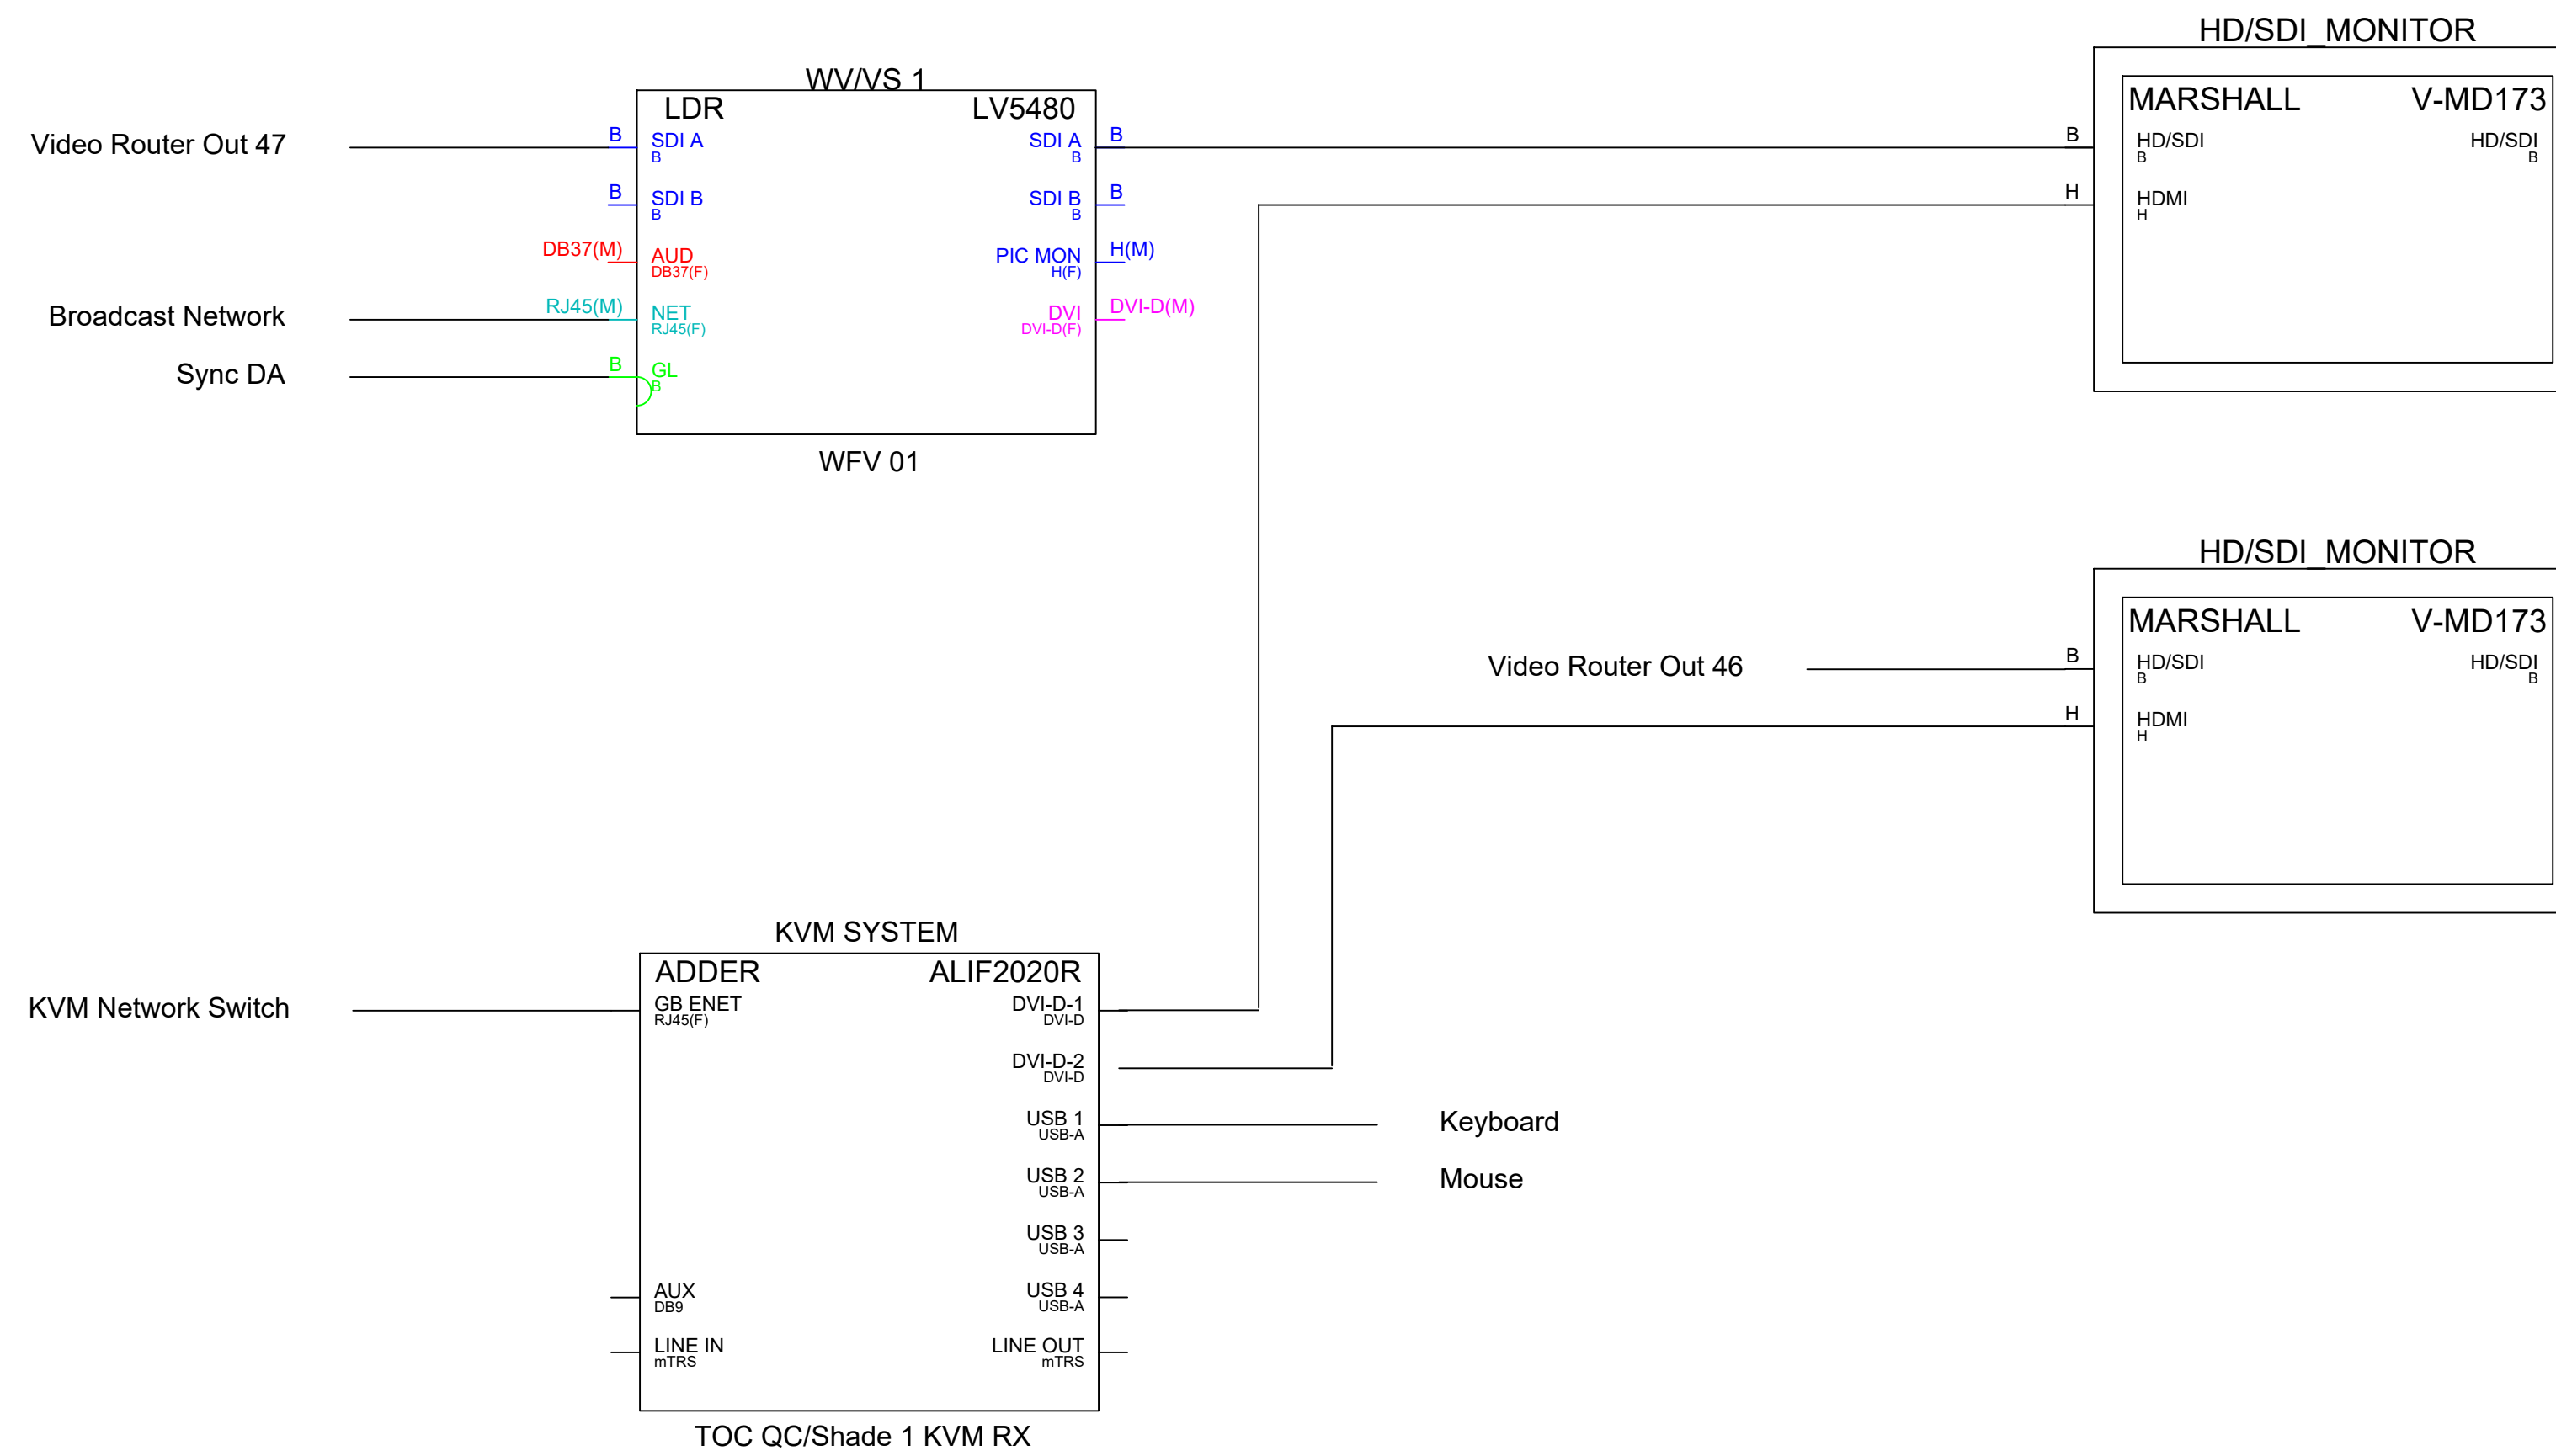 HD/SDI_MONITOR
MARSHALL V-MD173
B HD/SDI HD/SDI
B B
H HDMI
H
WV/VS 1
LDR LV5480
Video Router Out 47 B SDI A SDI A B
B B
B SDI B SDI B B
B B
DB37(M) AUD PIC MON H(M)
DB37(F) H(F)
Broadcast Network RJ45(M) NET DVI DVI-D(M)
RJ45(F) DVI-D(F)
Sync DA B GL
B
WFV 01
HD/SDI_MONITOR
MARSHALL V-MD173
Video Router Out 46 B HD/SDI HD/SDI
B B
H HDMI
H
KVM SYSTEM
ADDER ALIF2020R
KVM Network Switch GB ENET DVI-D-1
RJ45(F) DVI-D
DVI-D-2
DVI-D
USB 1 Keyboard
USB-A
USB 2 Mouse
USB-A
USB 3
USB-A
AUX USB 4
DB9 USB-A
LINE IN LINE OUT
mTRS mTRS
TOC QC/Shade 1 KVM RX